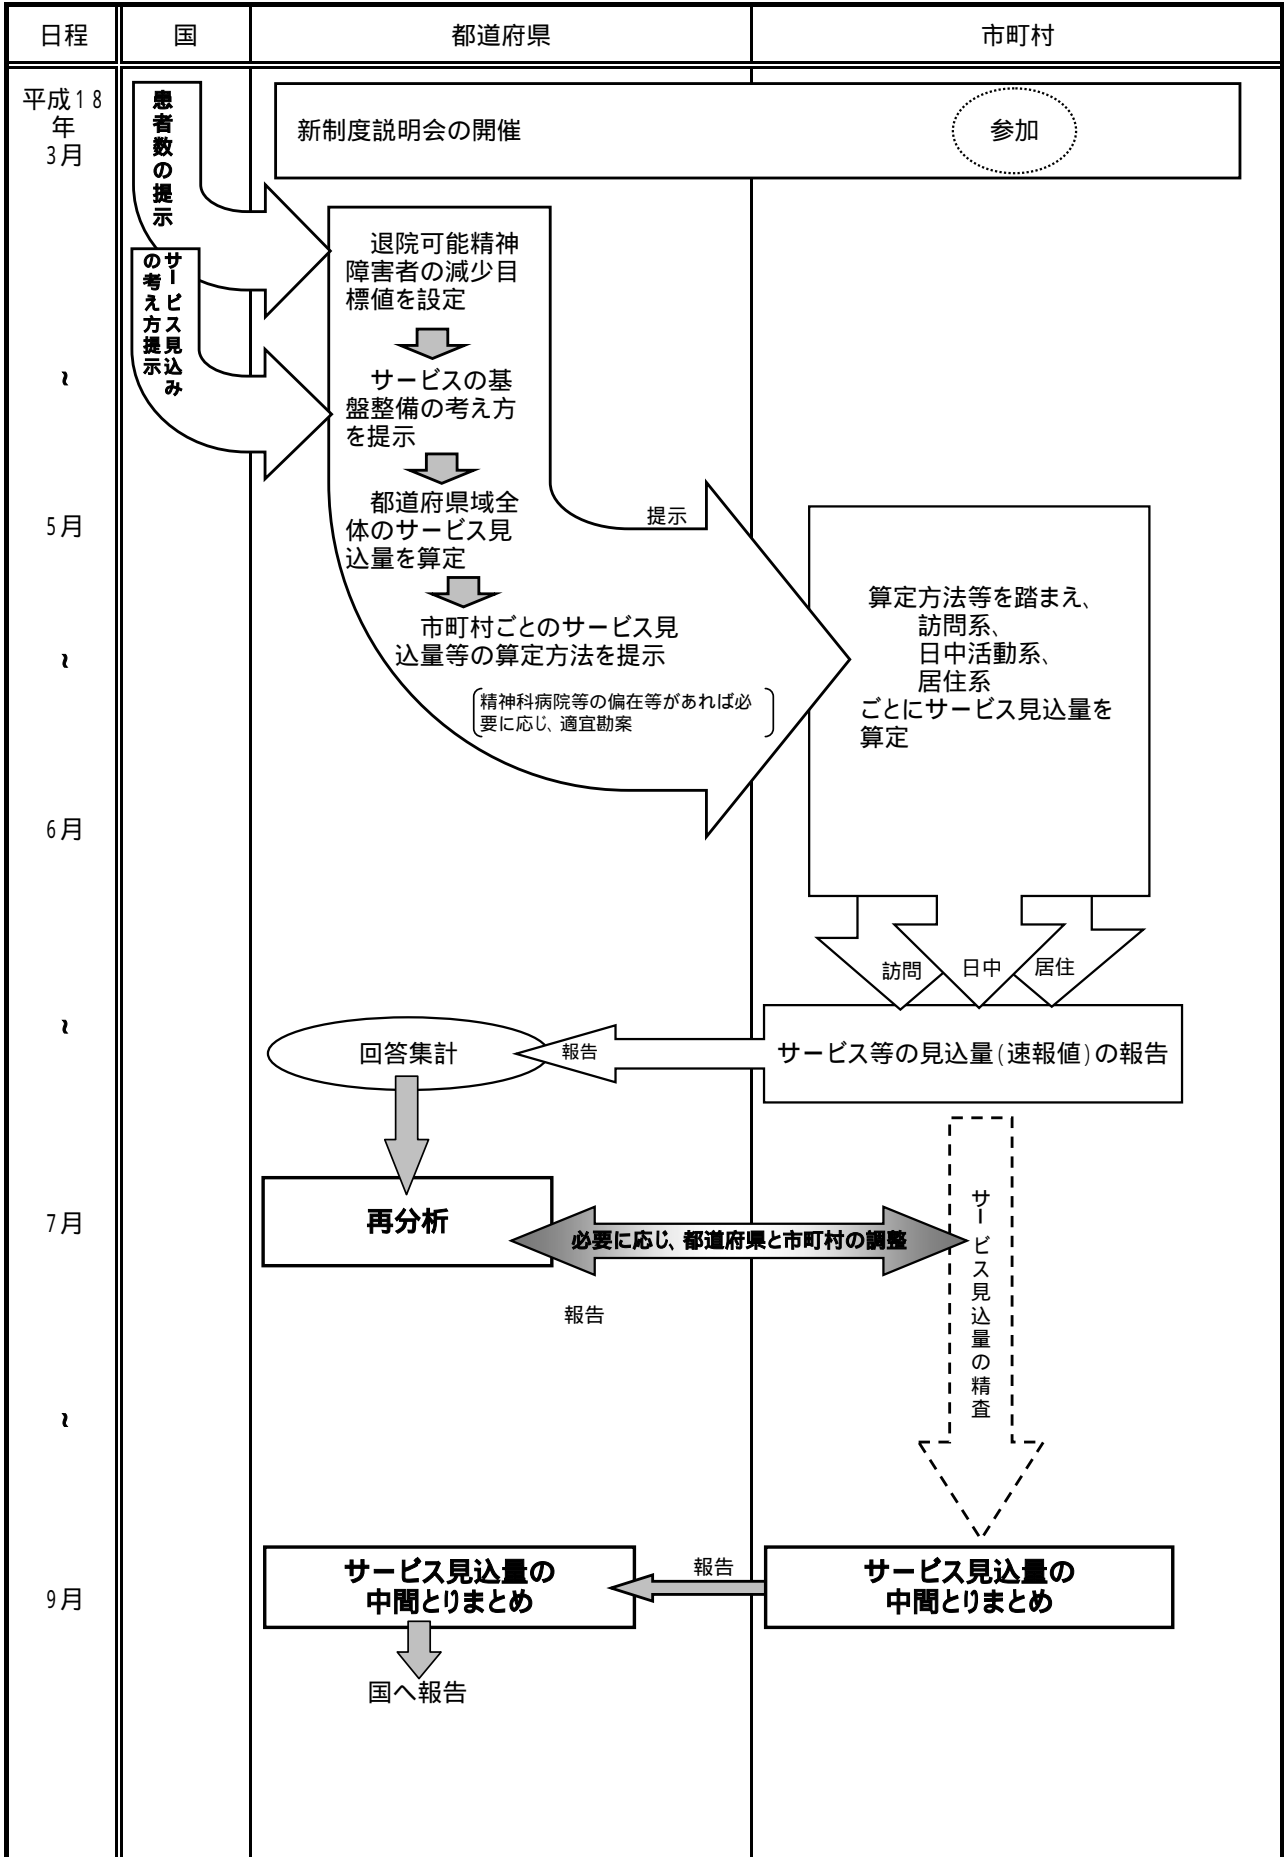 日程
国
都道府県
市町村
平成18
年
3月
患者数の提示
新制度説明会の開催
参加
サービス見込み
の考え方提示
退院可能精神
障害者の減少目
標値を設定
~
サービスの基
盤整備の考え方
を提示
都道府県域全
体のサービス見
込量を算定
提示
5月
市町村ごとのサービス見
込量等の算定方法を提示
精神科病院等の偏在等があれば必
要に応じ、適宜勘案
~
算定方法等を踏まえ、
訪問系、
日中活動系、
居住系
ごとにサービス見込量を
算定
6月
訪問
日中
居住
~
回答集計
報告
サービス等の見込量(速報値)の報告
7月
再分析
必要に応じ、都道府県と市町村の調整
サービス見込量の精査
報告
~
9月
サービス見込量の
中間とりまとめ
報告
サービス見込量の
中間とりまとめ
国へ報告